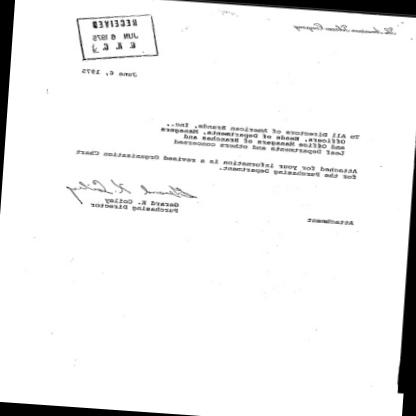 The American Tobacco Company
RECEIVED
JUN 6 1975
June 6, 1975
To All Directors of American Brands, Inc.,
Officers, Heads of Departments, Managers
and Office Managers of Branches and
Leaf Departments and others concerned
Attached for your information is a revised Organization Chart
for the Purchasing Department.
Gerard K. Colley
Purchasing Director
Attachment